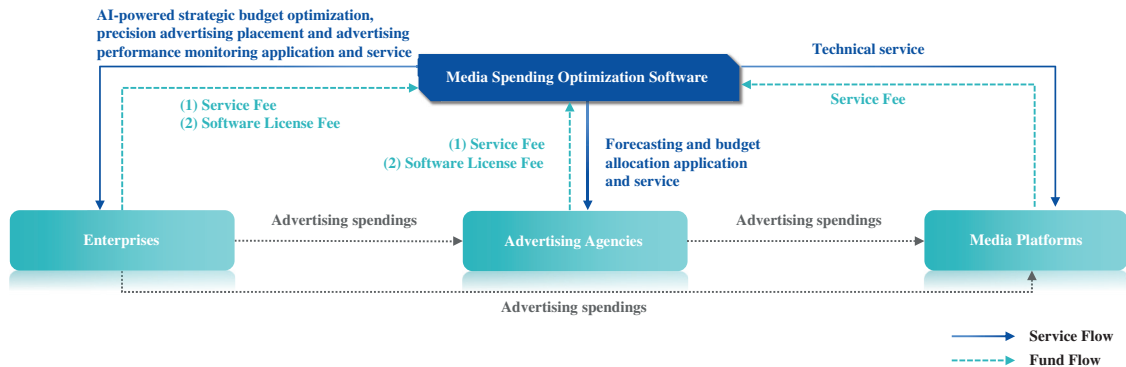 AI-powered strategic budget optimization,
precision advertising placement and advertising
performance monitoring application and service
Technical service
Media Spending Optimization Software
(1) Service Fee
(2) Software License Fee
Service Fee
(1) Service Fee
(2) Software License Fee
Forecasting and budget
allocation application
and service
Enterprises
Advertising spendings
Advertising Agencies
Advertising spendings
Media Platforms
Advertising spendings
Service Flow
Fund Flow